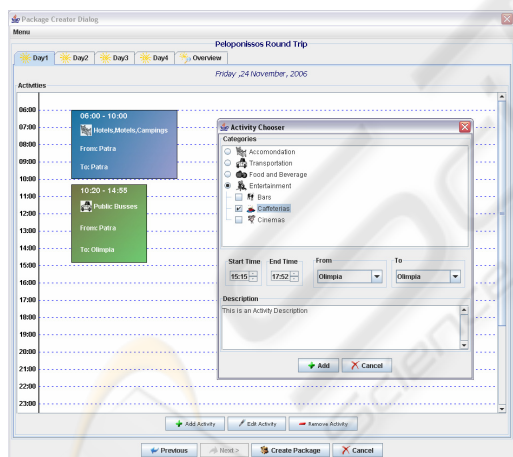 Package Creator Dialog
Menu
Peloponissos Round Trip
Day1 Day2 Day3 Day4 Overview
Friday ,24 November, 2006
Activities
06:00
07:00
08:00
09:00
10:00
11:00
12:00
13:00
14:00
15:00
16:00
17:00
18:00
19:00
20:00
21:00
22:00
23:00
06:00 - 10:00
Hotels,Motels,Campings
From: Patra
To: Patra
10:20 - 14:55
Public Busses
From: Patra
To: Olimpia
Activity Chooser
Categories
Accomondation
Transportation
Food and Beverage
Entertainment
Bars
Caffeterias
Cinemas
Start Time End Time From To
15:15 17:52 Olimpia Olimpia
Description
This is an Activity Description
Add Cancel
Add Activity Edit Activity Remove Activity
Previous Next > Create Package Cancel